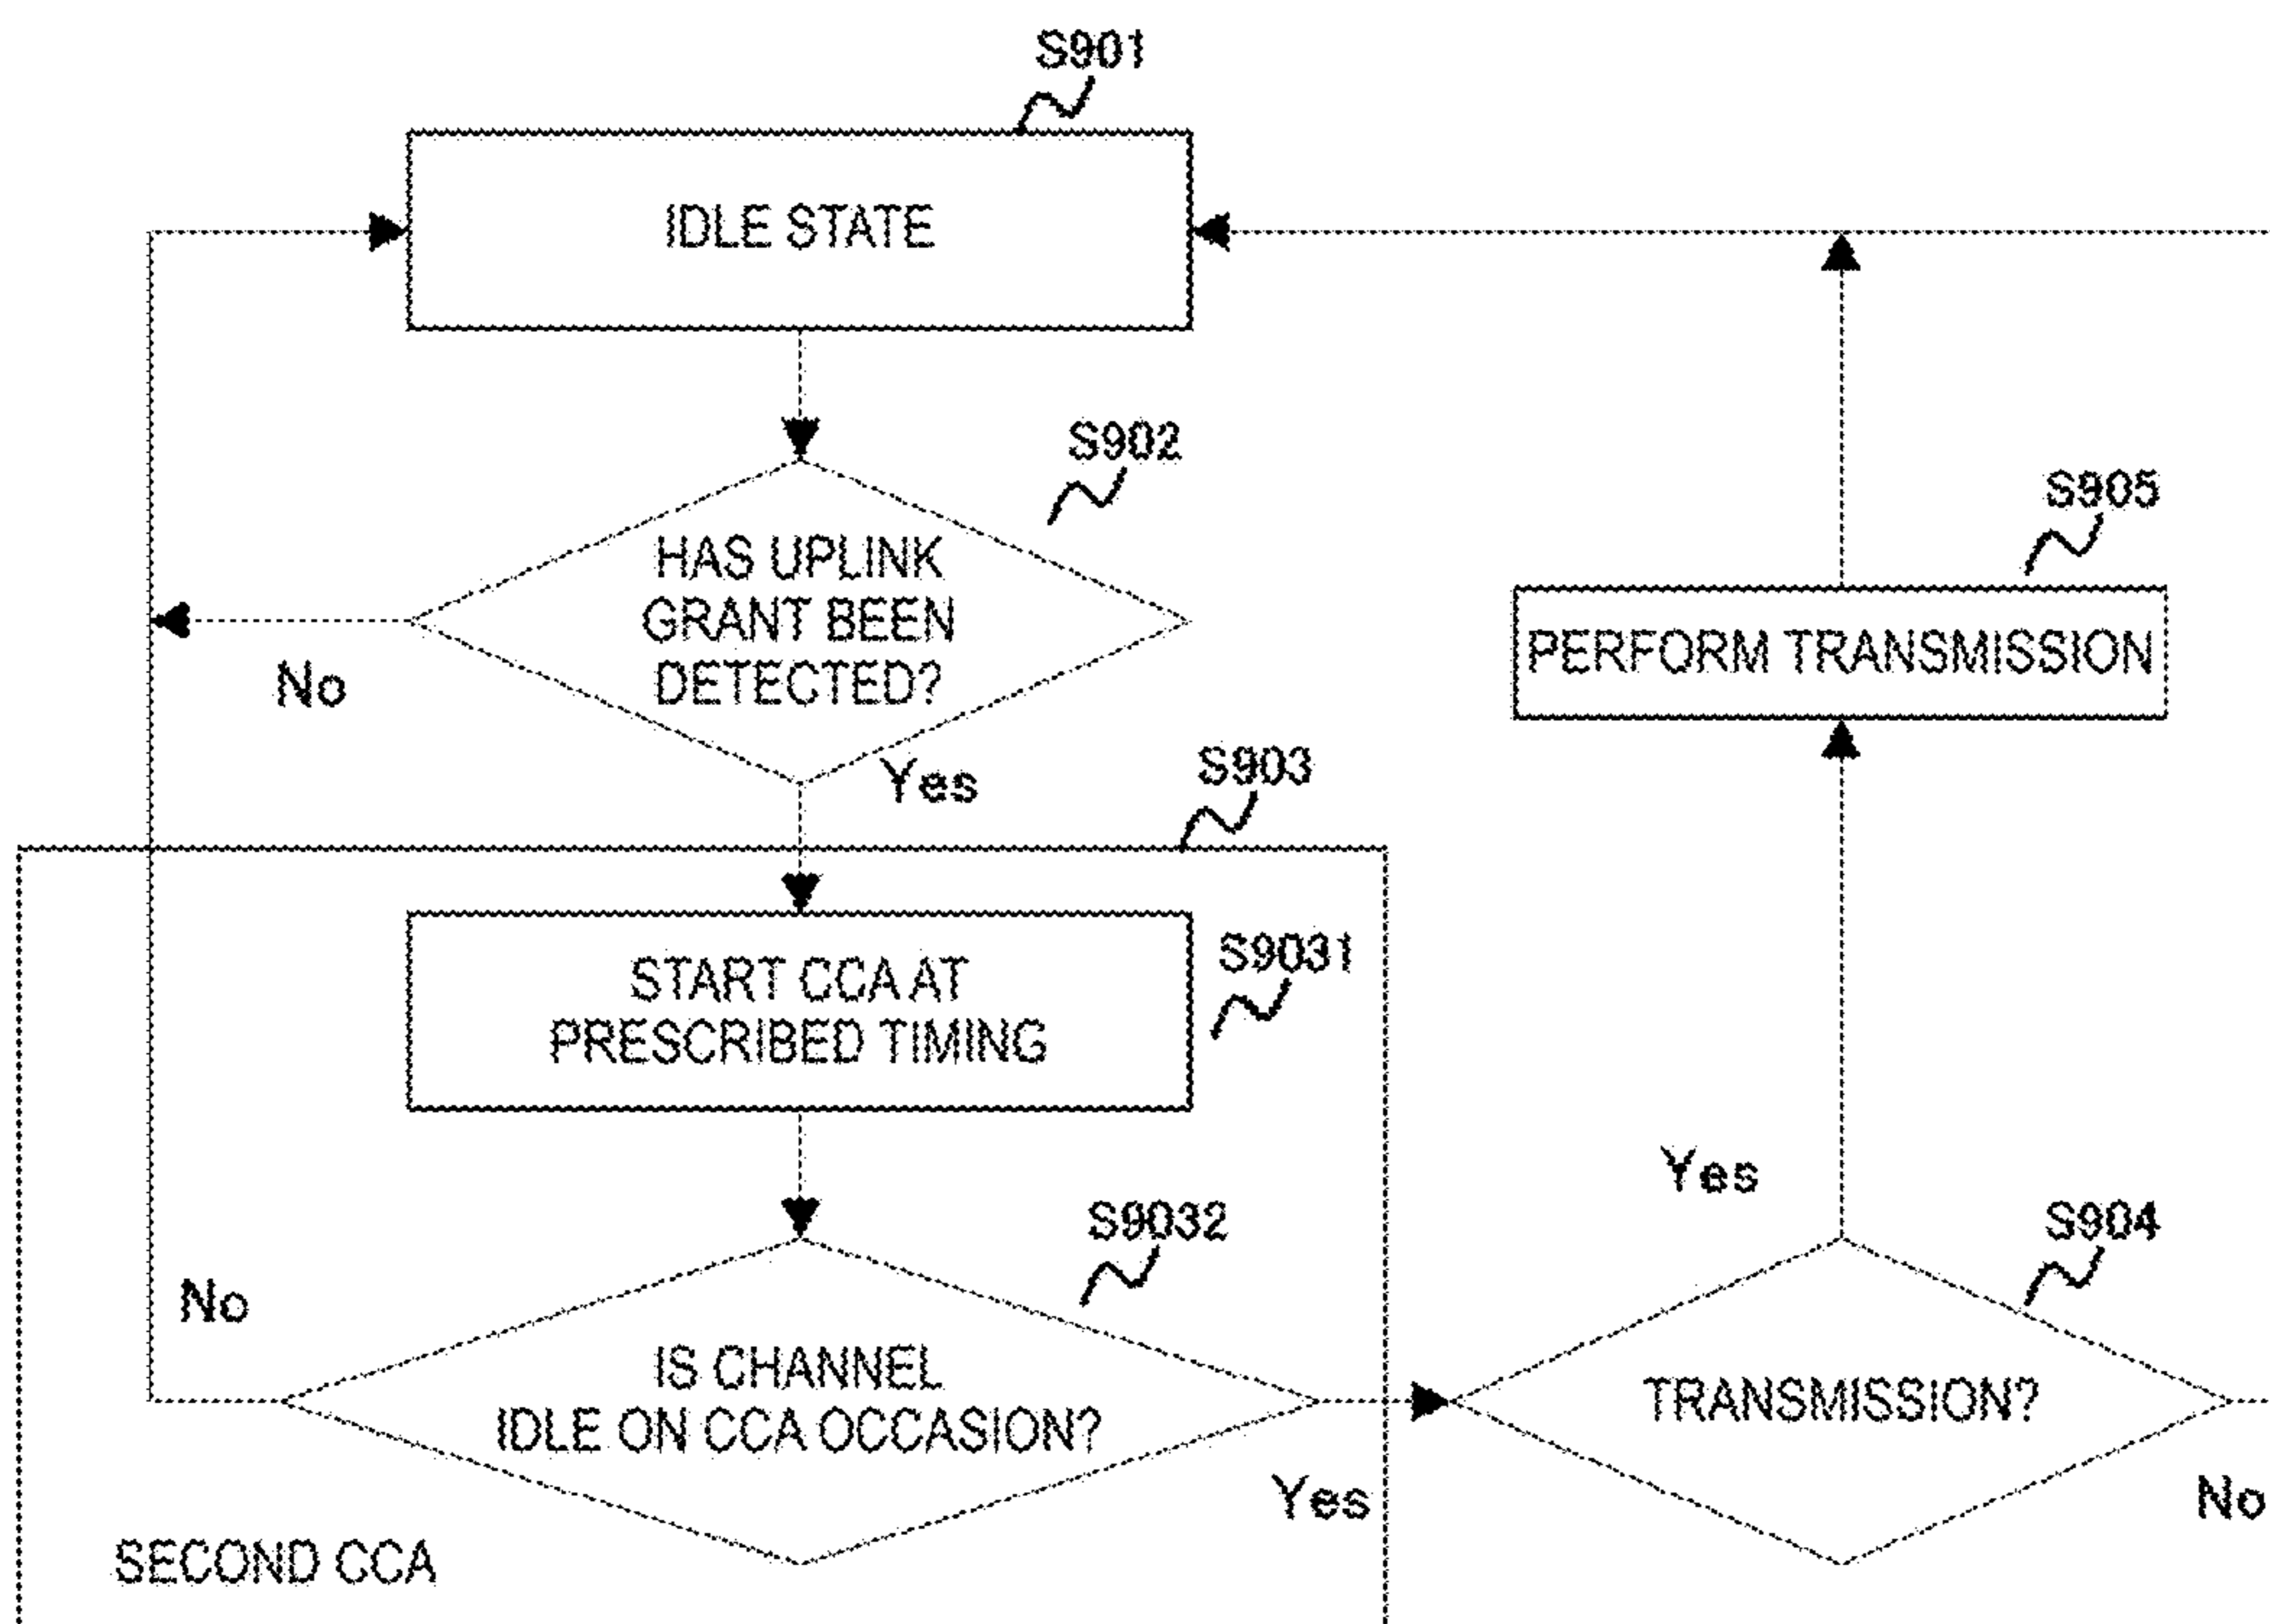 S901
IDLE STATE
S902
HAS UPLINK
GRANT BEEN
DETECTED?
No
Yes
S905
PERFORM TRANSMISSION
S903
START CCA AT
PRESCRIBED TIMING
S9031
S9032
IS CHANNEL
IDLE ON CCA OCCASION?
No
Yes
SECOND CCA
Yes
S904
TRANSMISSION?
No